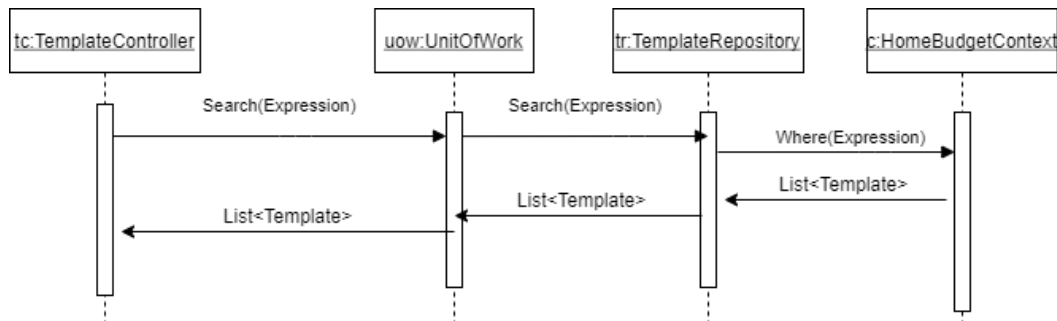 tc:TemplateController
uow:UnitOfWork
tr:TemplateRepository
c:HomeBudgetContext
Search(Expression)
Search(Expression)
Where(Expression)
List<Template>
List<Template>
List<Template>